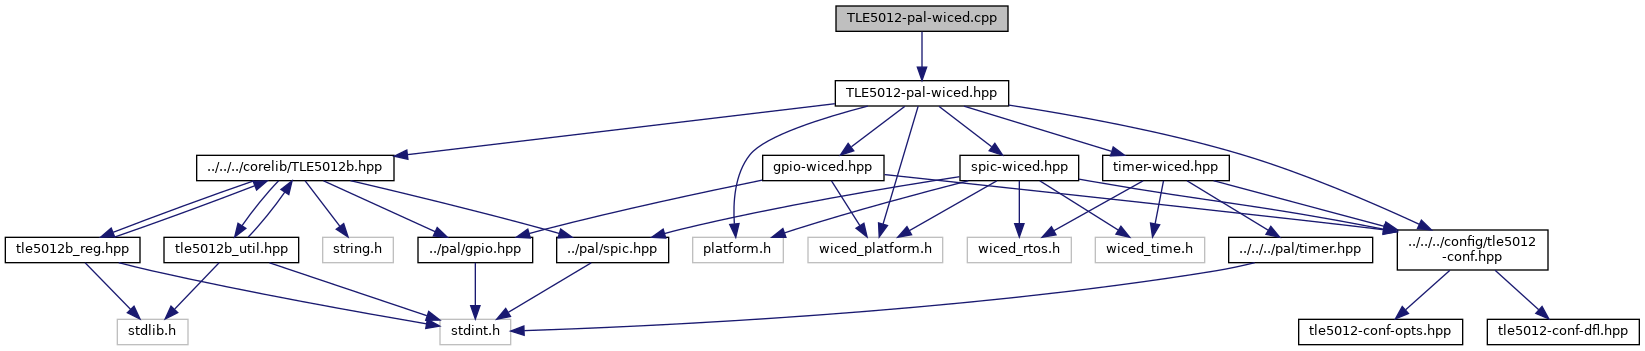 TLE5012-pal-wiced.cpp
TLE5012-pal-wiced.hpp
../../../corelib/TLE5012b.hpp
gpio-wiced.hpp
spic-wiced.hpp
timer-wiced.hpp
tle5012b_reg.hpp
tle5012b_util.hpp
string.h
../pal/gpio.hpp
../pal/spic.hpp
platform.h
wiced_platform.h
wiced_rtos.h
wiced_time.h
../../../pal/timer.hpp
../../../config/tle5012
-conf.hpp
stdlib.h
stdint.h
tle5012-conf-opts.hpp
tle5012-conf-dfl.hpp